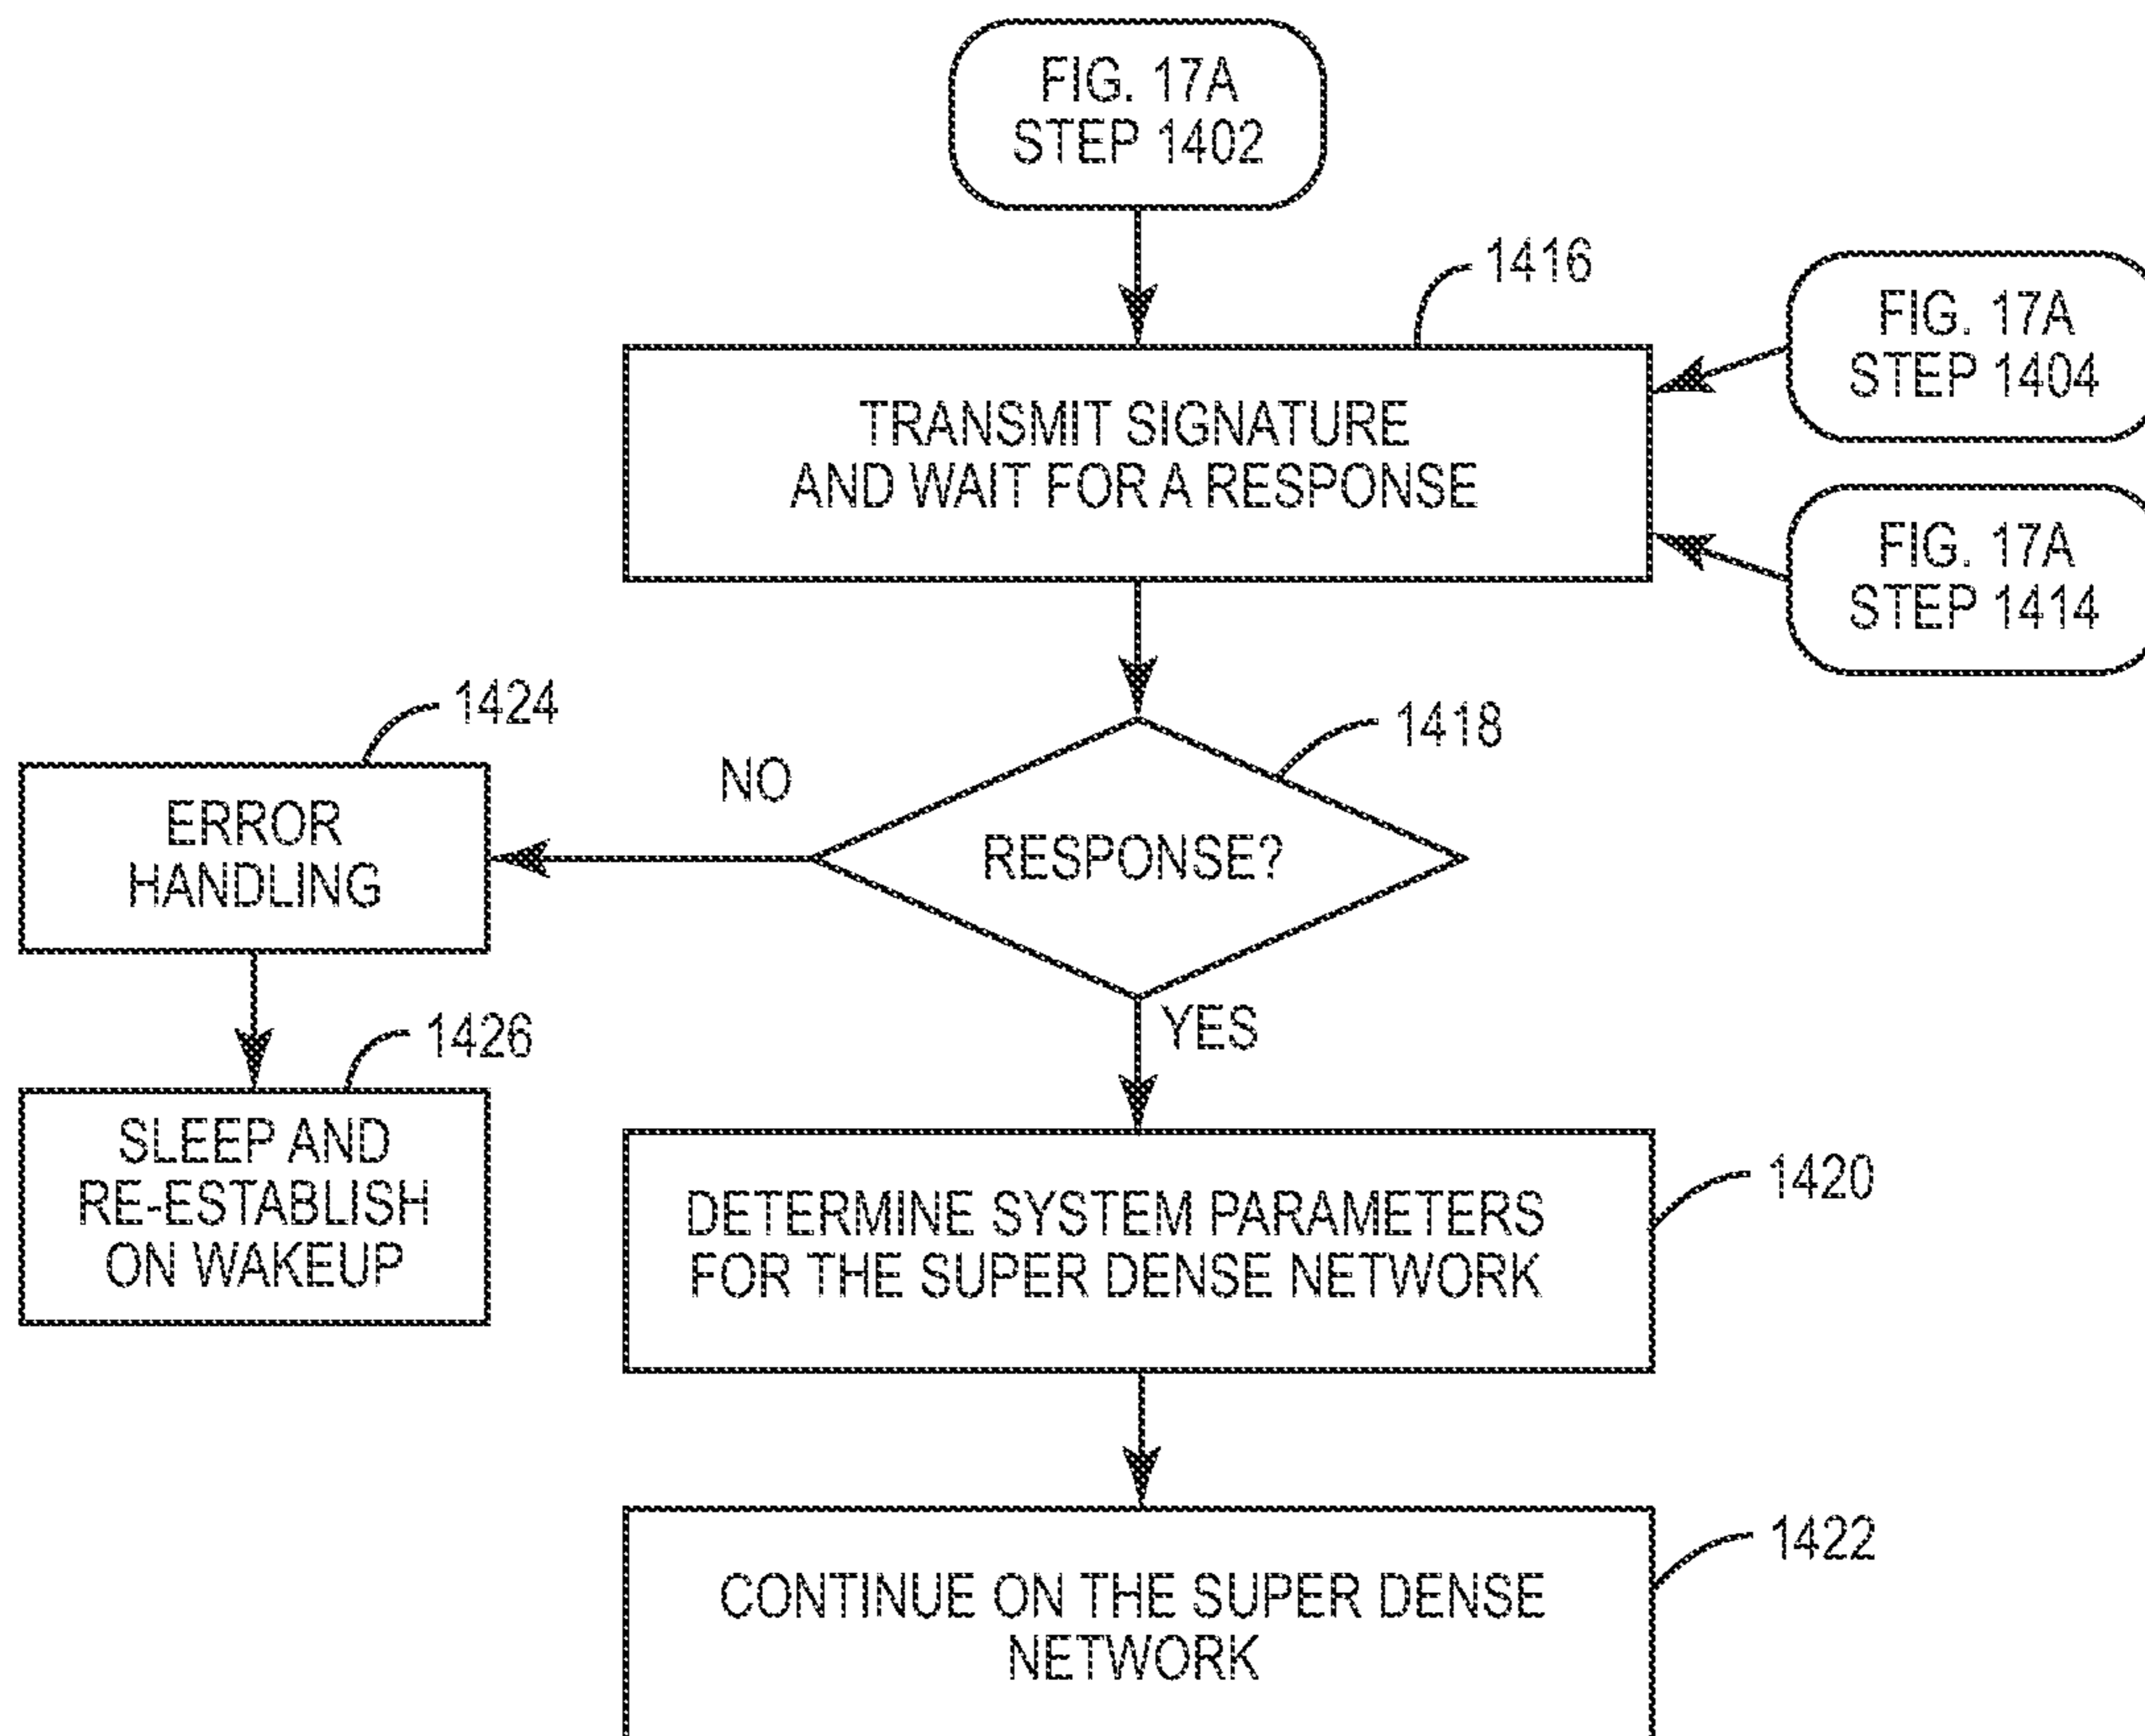 FIG. 17A
STEP 1402
1416
FIG. 17A
STEP 1404
TRANSMIT SIGNATURE
AND WAIT FOR A RESPONSE
FIG. 17A
STEP 1414
1424
1418
NO
ERROR
HANDLING
RESPONSE?
1426
YES
SLEEP AND
RE-ESTABLISH
ON WAKEUP
1420
DETERMINE SYSTEM PARAMETERS
FOR THE SUPER DENSE NETWORK
1422
CONTINUE ON THE SUPER DENSE
NETWORK